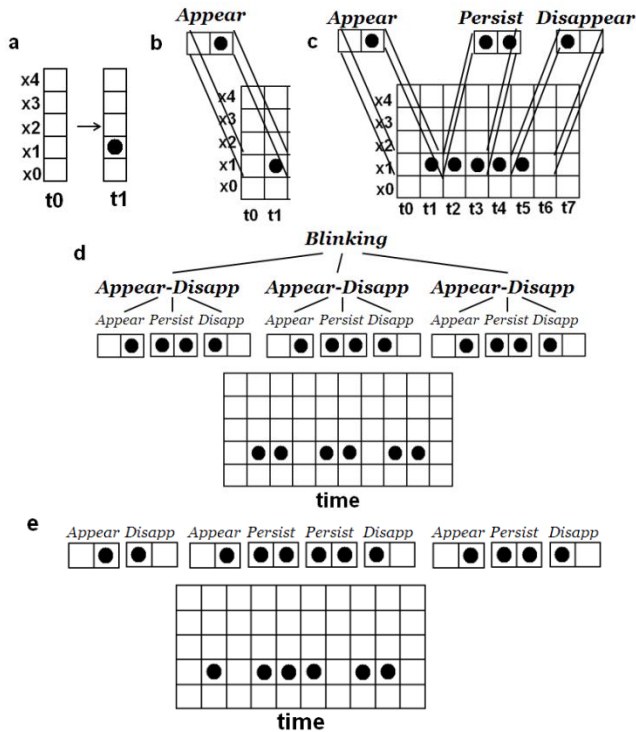 a
x4
x3
x2
x1
x0
t0
t1
b
Appear
x4
x3
x2
x1
x0
t0 t1
c
Appear Persist Disappear
x4
x3
x2
x1
x0
t0 t1 t2 t3 t4 t5 t6 t7
d
Blinking
Appear-Disapp Appear-Disapp Appear-Disapp
Appear Persist Disapp Appear Persist Disapp Appear Persist Disapp
time
e
Appear Disapp Appear Persist Persist Disapp Appear Persist Disapp
time